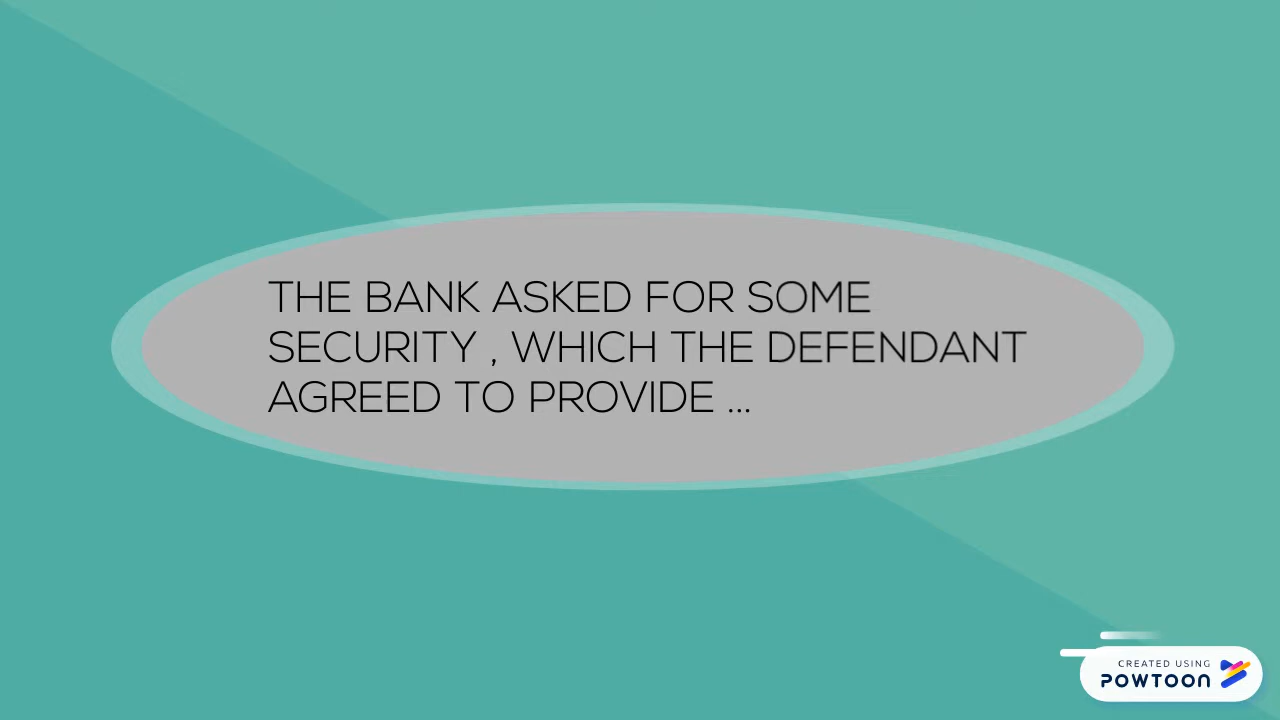 THE BANK ASKED FOR SOME
SECURITY , WHICH THE DEFENDANT
AGREED TO PROVIDE ...
CREATED USING
POWTOON